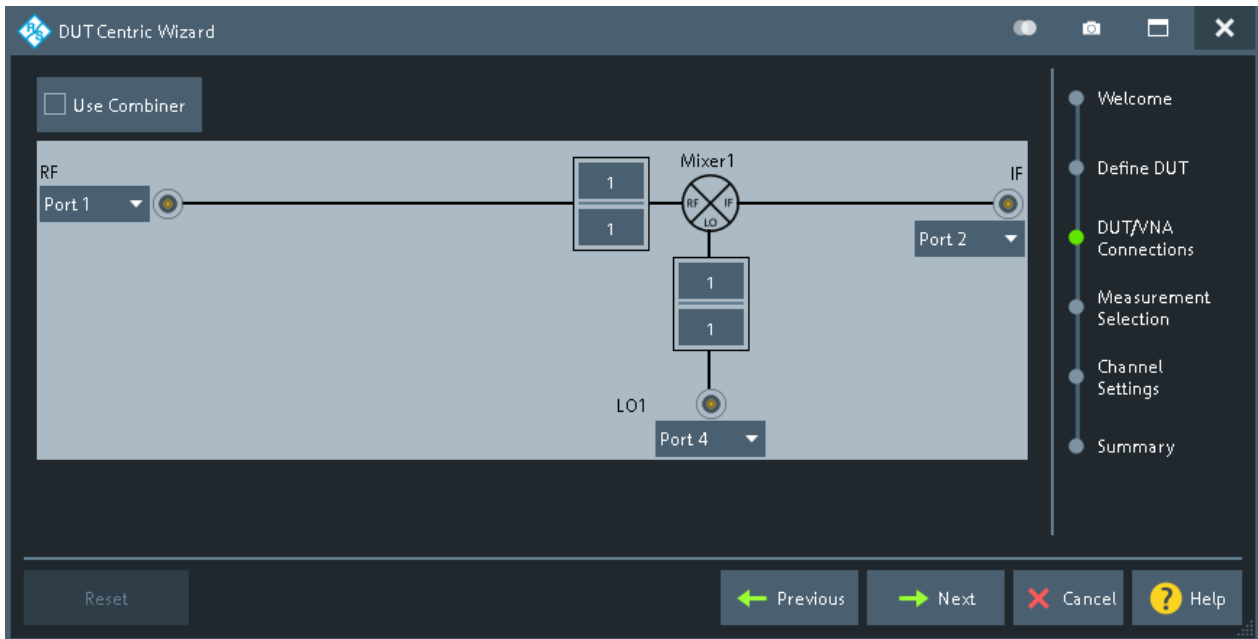 R&S DUT Centric Wizard
Use Combiner
RF
Port 1
1
1
Mixer1
RF IF
LO
IF
Port 2
1
1
LO1
Port 4
Welcome
Define DUT
DUT/VNA
Connections
Measurement
Selection
Channel
Settings
Summary
Reset
Previous
Next
Cancel
? Help